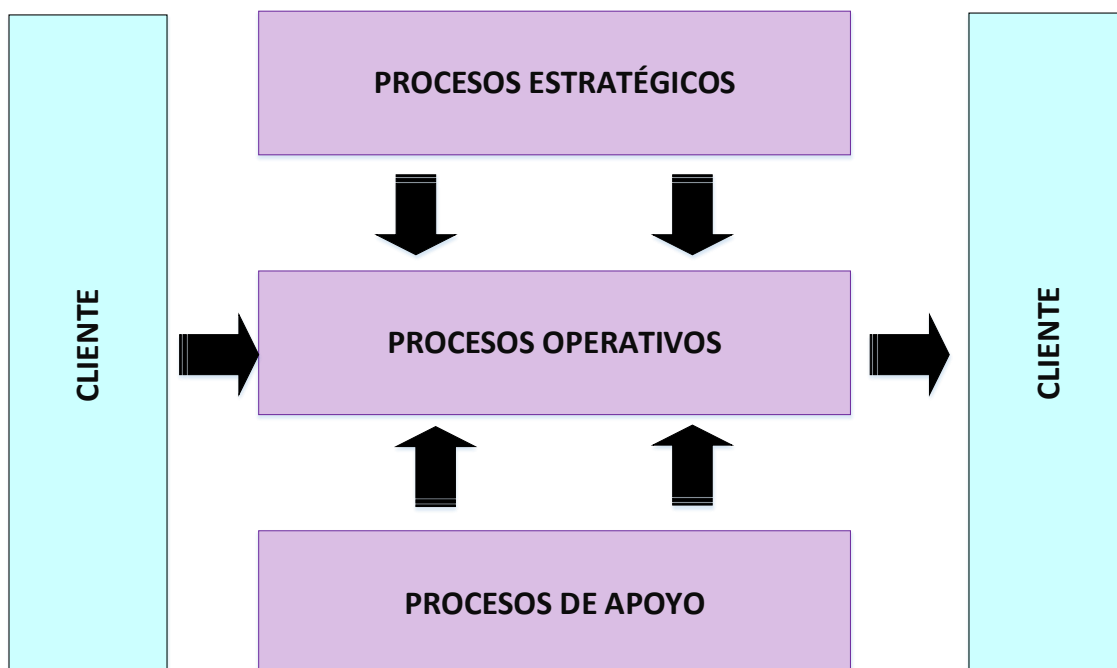 PROCESOS ESTRATÉGICOS
CLIENTE
PROCESOS OPERATIVOS
CLIENTE
PROCESOS DE APOYO